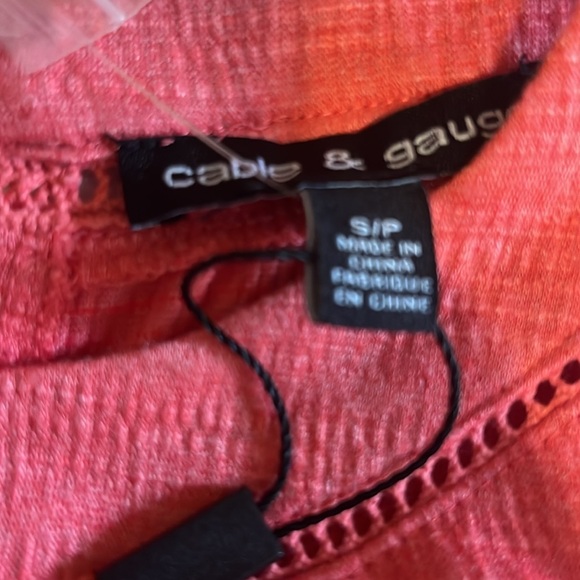 cable & gauge
S/P
MADE IN
CHINA
FABRIQUÉ
EN CHINE